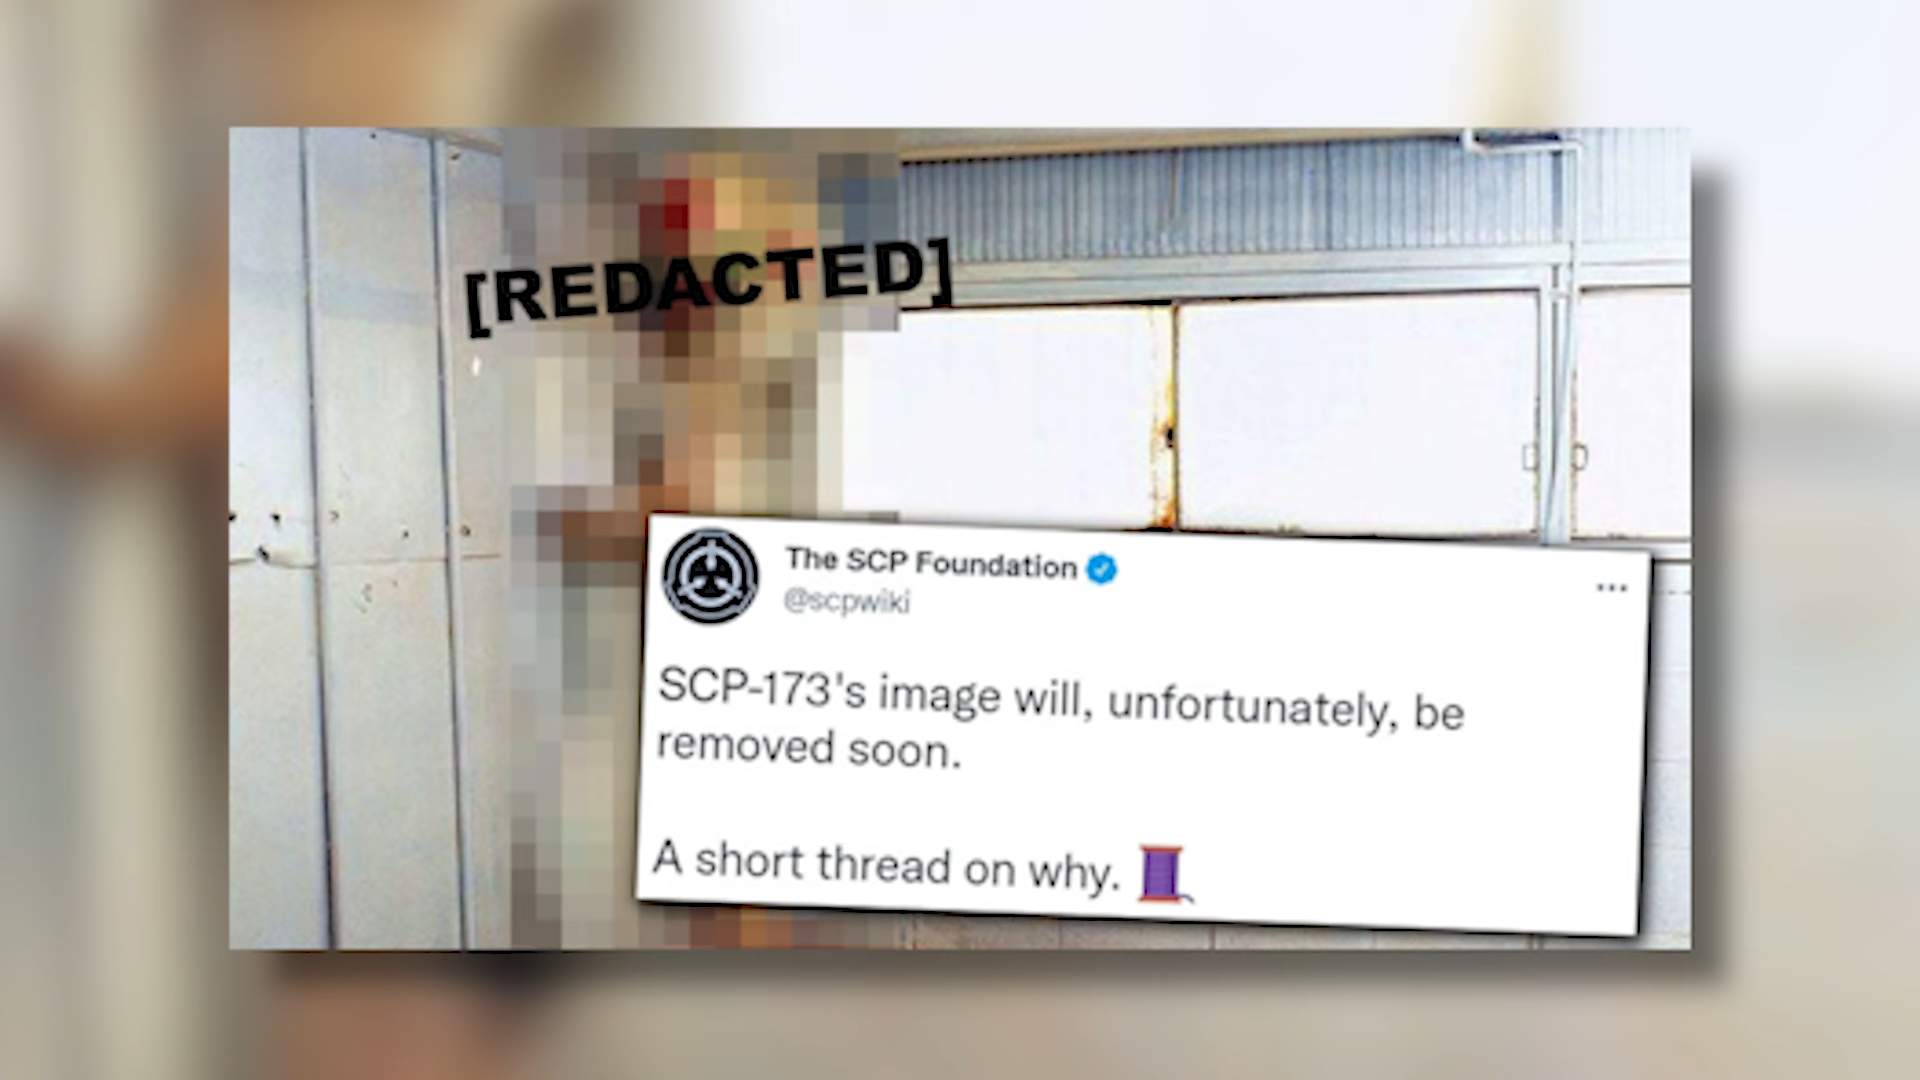 [REDACTED]
The SCP Foundation
@scpwiki
SCP-173's image will, unfortunately, be
removed soon.
A short thread on why.